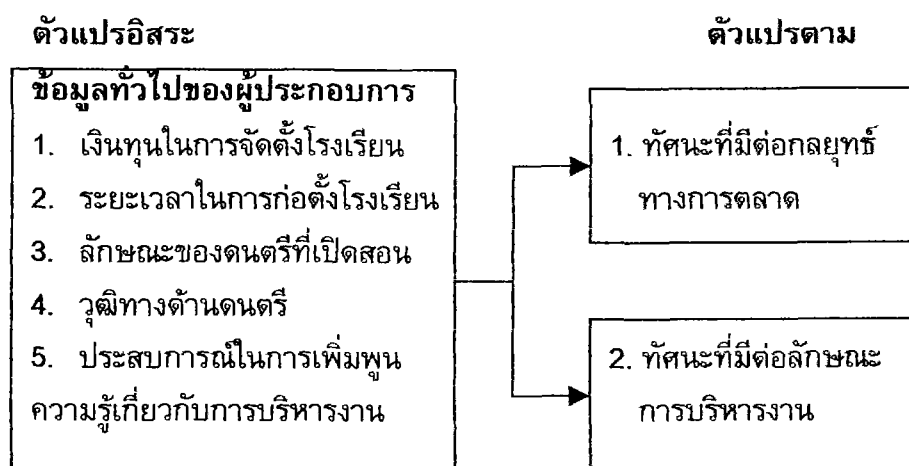 ตัวแปรอิสระ
ตัวแปรตาม
ข้อมูลทั่วไปของผู้ประกอบการ
1. เงินทุนในการจัดตั้งโรงเรียน
2. ระยะเวลาในการก่อตั้งโรงเรียน
3. ลักษณะของดนตรีที่เปิดสอน
4. วุฒิทางด้านดนตรี
5. ประสบการณ์ในการเพิ่มพูน
ความรู้เกี่ยวกับการบริหารงาน
1. ทัศนะที่มีต่อกลยุทธ์
ทางการตลาด
2. ทัศนะที่มีต่อลักษณะ
การบริหารงาน